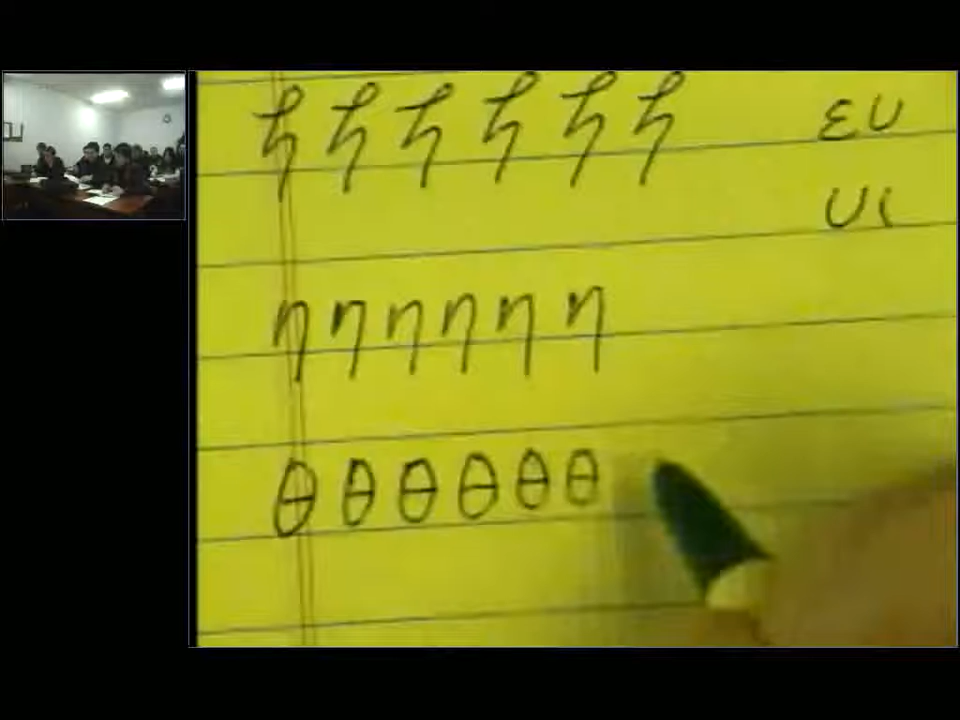 ζ ζ ζ ζ ζ ζ ευ
υι
η η η η η η
θ θ θ θ θ θ